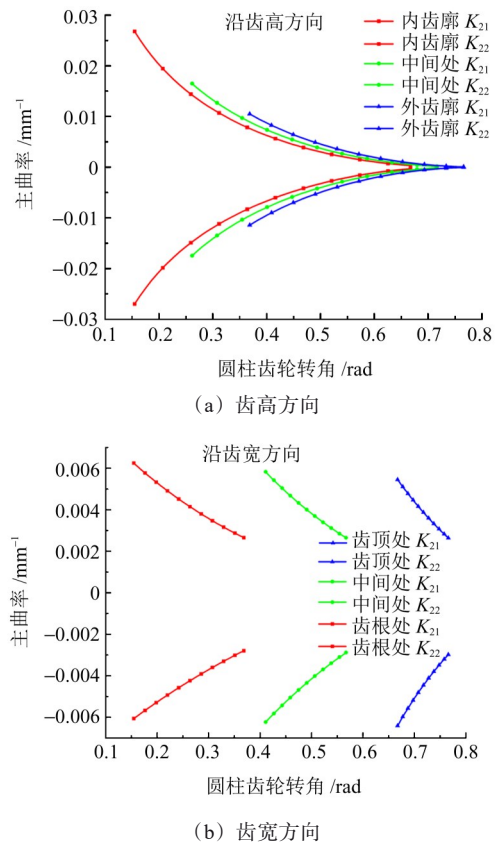 沿齿高方向
内齿廓 K21
内齿廓 K22
中间处 K21
中间处 K22
外齿廓 K21
外齿廓 K22
0.03
0.02
0.01
0
−0.01
−0.02
−0.03
主曲率 /mm⁻¹
0.1 0.2 0.3 0.4 0.5 0.6 0.7 0.8
圆柱齿轮转角 /rad
（a）齿高方向
沿齿宽方向
齿顶处 K21
齿顶处 K22
中间处 K21
中间处 K22
齿根处 K21
齿根处 K22
0.006
0.004
0.002
0
−0.002
−0.004
−0.006
主曲率 /mm⁻¹
0.1 0.2 0.3 0.4 0.5 0.6 0.7 0.8
圆柱齿轮转角 /rad
（b）齿宽方向